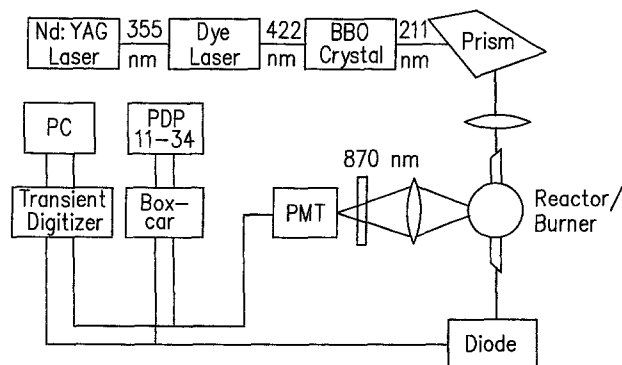 Nd: YAG
Laser
355
nm
Dye
Laser
422
nm
BBO
Crystal
211
nm
Prism
PC
PDP
11-34
870 nm
Transient
Digitizer
Box-
car
PMT
Reactor/
Burner
Diode